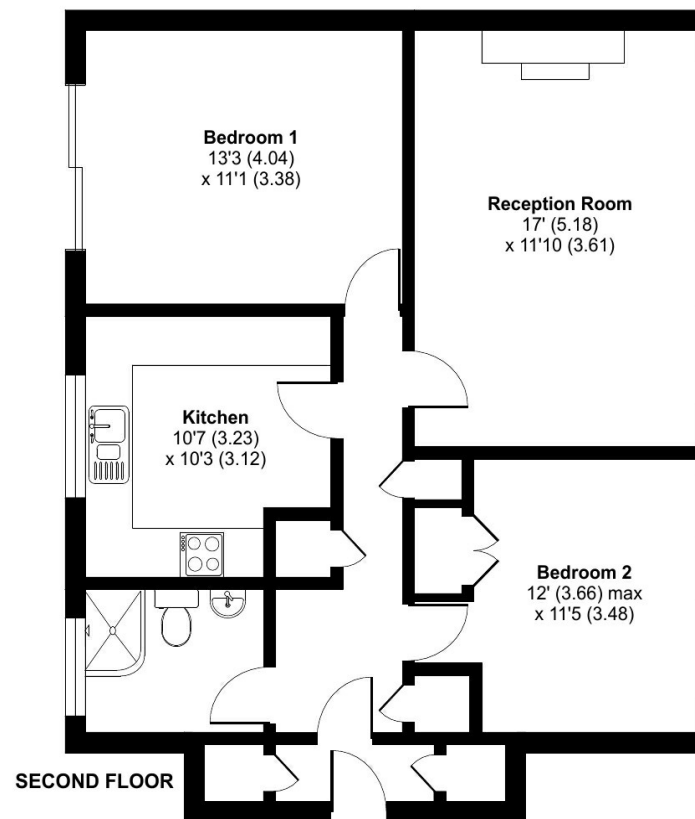 Bedroom 1
13'3 (4.04)
x 11'1 (3.38)
Reception Room
17' (5.18)
x 11'10 (3.61)
Kitchen
10'7 (3.23)
x 10'3 (3.12)
Bedroom 2
12' (3.66) max
x 11'5 (3.48)
SECOND FLOOR